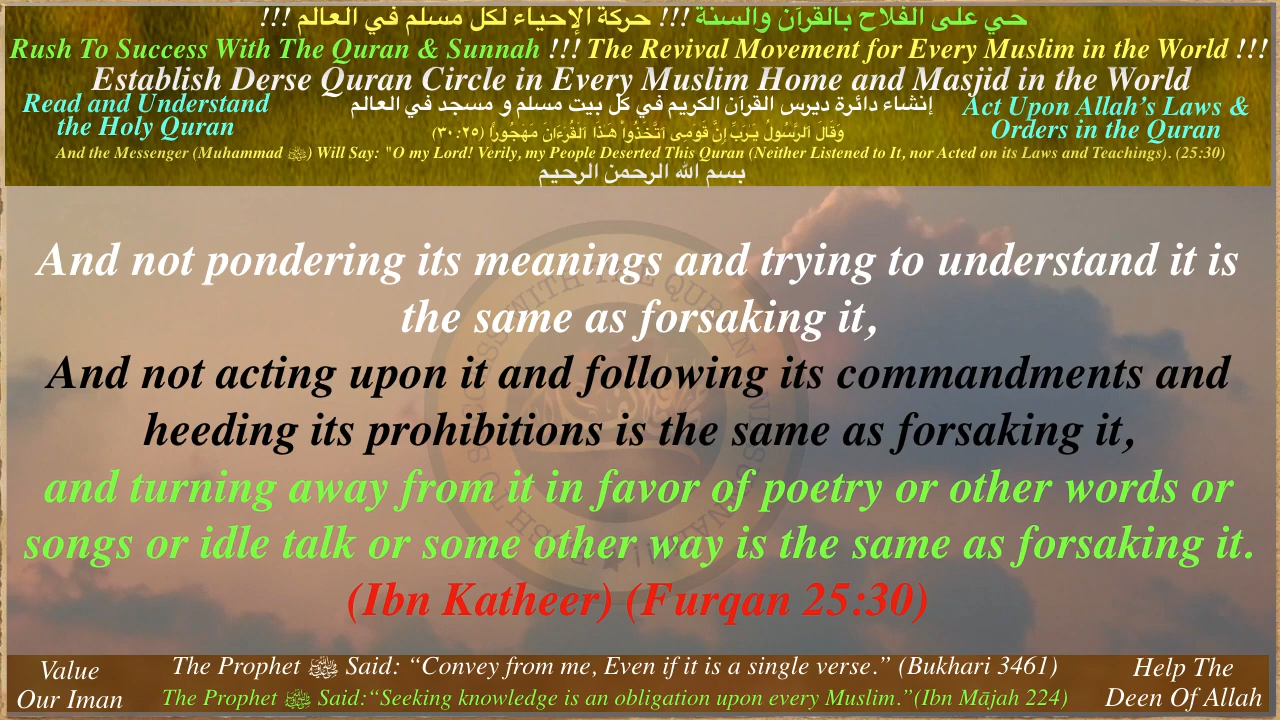 حي على الفلاح بالقرآن والسنة !!! حركة الإحياء لكل مسلم في العالم !!!
Rush To Success With The Quran & Sunnah !!! The Revival Movement for Every Muslim in the World !!!
Establish Derse Quran Circle in Every Muslim Home and Masjid in the World
Read and Understand
the Holy Quran
إنشاء دائرة ديرس القرآن الكريم في كل بيت مسلم و مسجد في العالم
Act Upon Allah’s Laws &
Orders in the Quran
وَقَالَ ٱلرَّسُولُ يَـٰرَبِّ إِنَّ قَوْمِى ٱتَّخَذُوا۟ هَـٰذَا ٱلْقُرْءَانَ مَهْجُورًا (٣٠:٢٥)
And the Messenger (Muhammad ﷺ) Will Say: "O my Lord! Verily, my People Deserted This Quran (Neither Listened to It, nor Acted on its Laws and Teachings). (25:30)
بسم الله الرحمن الرحيم
And not pondering its meanings and trying to understand it is
the same as forsaking it,
And not acting upon it and following its commandments and
heeding its prohibitions is the same as forsaking it,
and turning away from it in favor of poetry or other words or
songs or idle talk or some other way is the same as forsaking it.
(Ibn Katheer) (Furqan 25:30)
Value
Our Iman
The Prophet ﷺ Said: “Convey from me, Even if it is a single verse.” (Bukhari 3461)
The Prophet ﷺ Said:“Seeking knowledge is an obligation upon every Muslim.”(Ibn Mājah 224)
Help The
Deen Of Allah